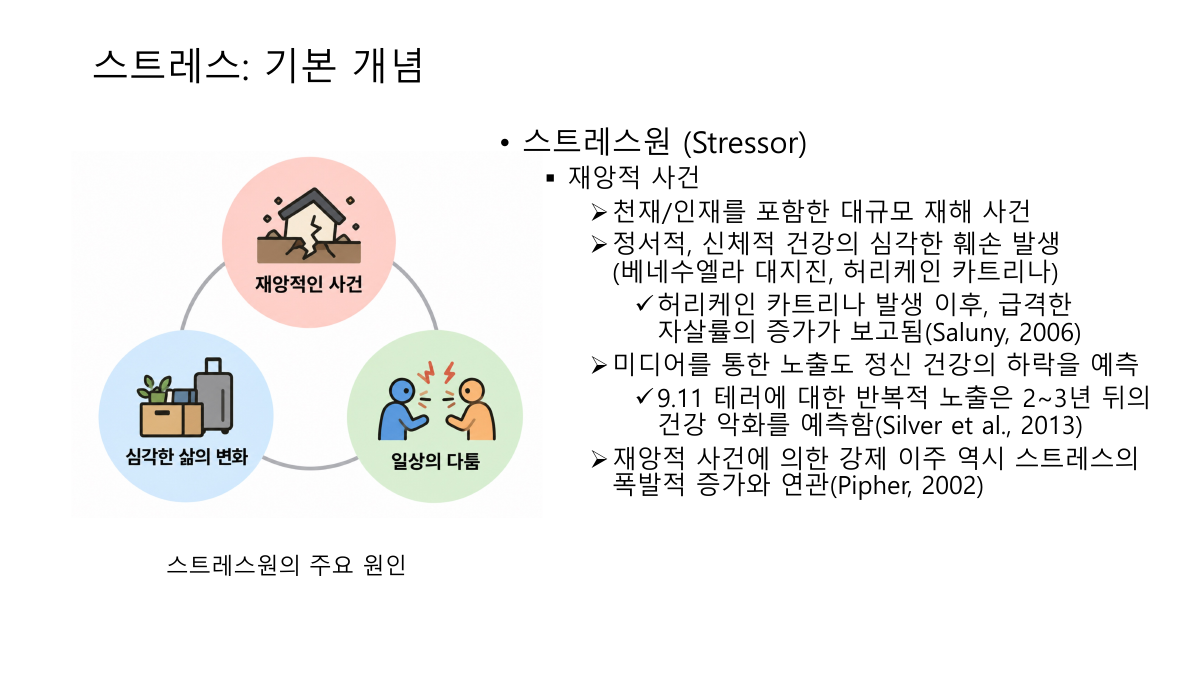 스트레스: 기본 개념
재앙적인 사건
심각한 삶의 변화
일상의 다툼
스트레스원의 주요 원인
• 스트레스원 (Stressor)
▪ 재앙적 사건
➢ 천재/인재를 포함한 대규모 재해 사건
➢ 정서적, 신체적 건강의 심각한 훼손 발생
(베네수엘라 대지진, 허리케인 카트리나)
✓ 허리케인 카트리나 발생 이후, 급격한
자살률의 증가가 보고됨(Saluny, 2006)
➢ 미디어를 통한 노출도 정신 건강의 하락을 예측
✓ 9.11 테러에 대한 반복적 노출은 2~3년 뒤의
건강 악화를 예측함(Silver et al., 2013)
➢ 재앙적 사건에 의한 강제 이주 역시 스트레스의
폭발적 증가와 연관(Pipher, 2002)